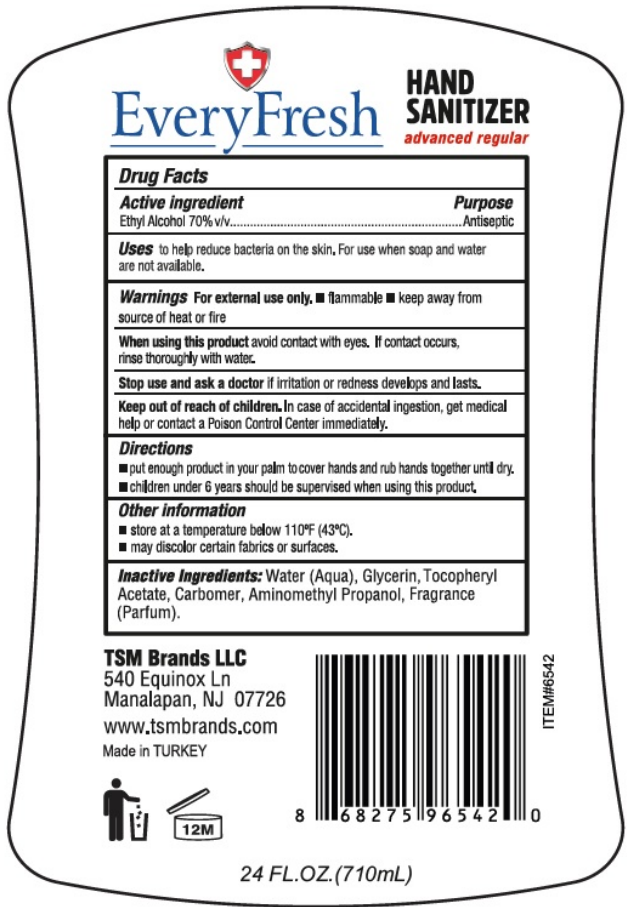 EveryFresh
HAND
SANITIZER
advanced regular
Drug Facts
Active ingredient Purpose
Ethyl Alcohol 70% v/v......................................................................Antiseptic
Uses to help reduce bacteria on the skin. For use when soap and water
are not available.
Warnings For external use only. ■ flammable ■ keep away from
source of heat or fire
When using this product avoid contact with eyes. If contact occurs,
rinse thoroughly with water.
Stop use and ask a doctor if irritation or redness develops and lasts.
Keep out of reach of children. In case of accidental ingestion, get medical
help or contact a Poison Control Center immediately.
Directions
■ put enough product in your palm to cover hands and rub hands together until dry.
■ children under 6 years should be supervised when using this product.
Other information
■ store at a temperature below 110ºF (43ºC).
■ may discolor certain fabrics or surfaces.
Inactive Ingredients: Water (Aqua), Glycerin, Tocopheryl
Acetate, Carbomer, Aminomethyl Propanol, Fragrance
(Parfum).
TSM Brands LLC
540 Equinox Ln
Manalapan, NJ 07726
www.tsmbrands.com
Made in TURKEY
12M
8 68275 96542 0
ITEM#6542
24 FL.OZ.(710mL)